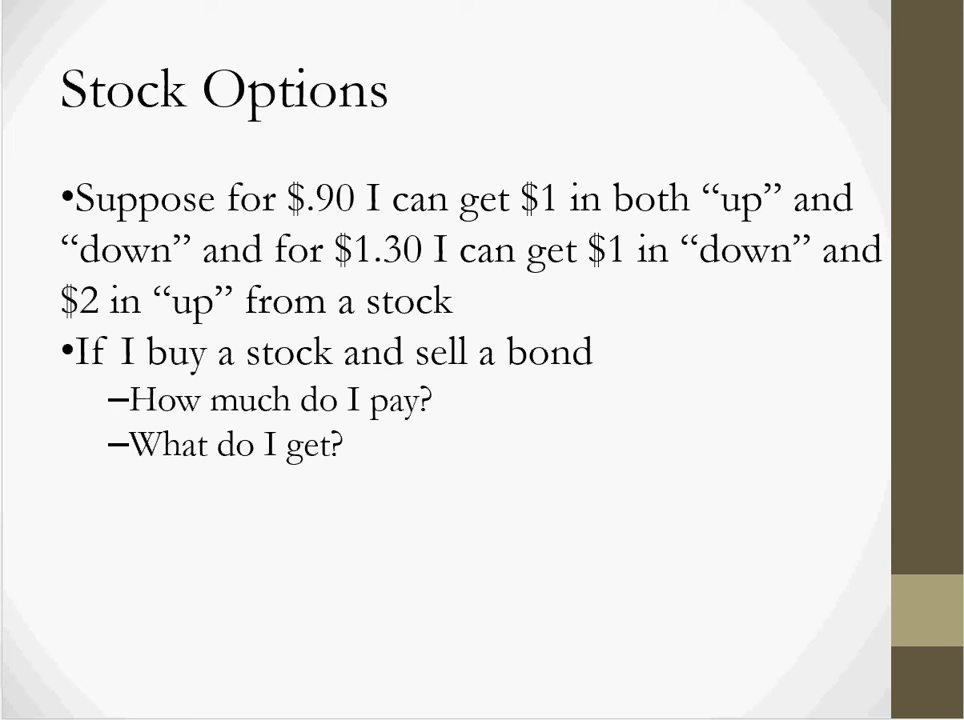 Stock Options
•Suppose for $.90 I can get $1 in both “up” and
“down” and for $1.30 I can get $1 in “down” and
$2 in “up” from a stock
•If I buy a stock and sell a bond
–How much do I pay?
–What do I get?